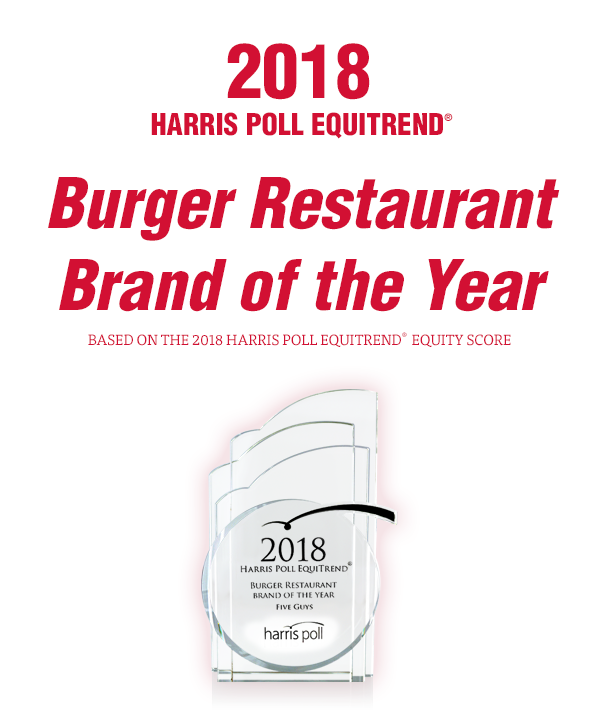 2018
HARRIS POLL EQUITREND®
Burger Restaurant
Brand of the Year
BASED ON THE 2018 HARRIS POLL EQUITREND® EQUITY SCORE
2018
HARRIS POLL EQUITREND®
BURGER RESTAURANT
BRAND OF THE YEAR
FIVE GUYS
harris poll